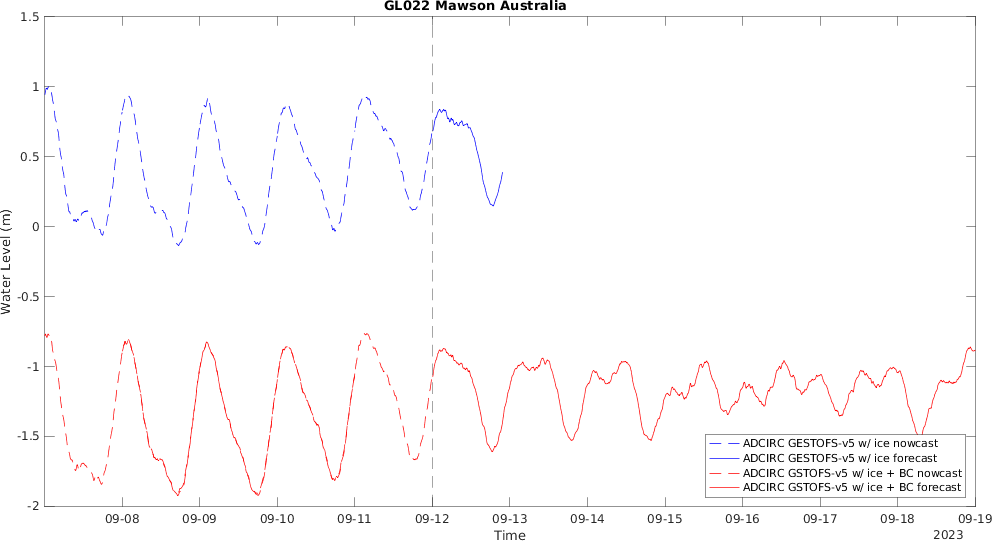 GL022 Mawson Australia
1.5
1
0.5
0
-0.5
-1
-1.5
-2
Water Level (m)
09-08 09-09 09-10 09-11 09-12 09-13 09-14 09-15 09-16 09-17 09-18 09-19
Time
2023
ADCIRC GESTOFS-v5 w/ ice nowcast
ADCIRC GESTOFS-v5 w/ ice forecast
ADCIRC GSTOFS-v5 w/ ice + BC nowcast
ADCIRC GSTOFS-v5 w/ ice + BC forecast